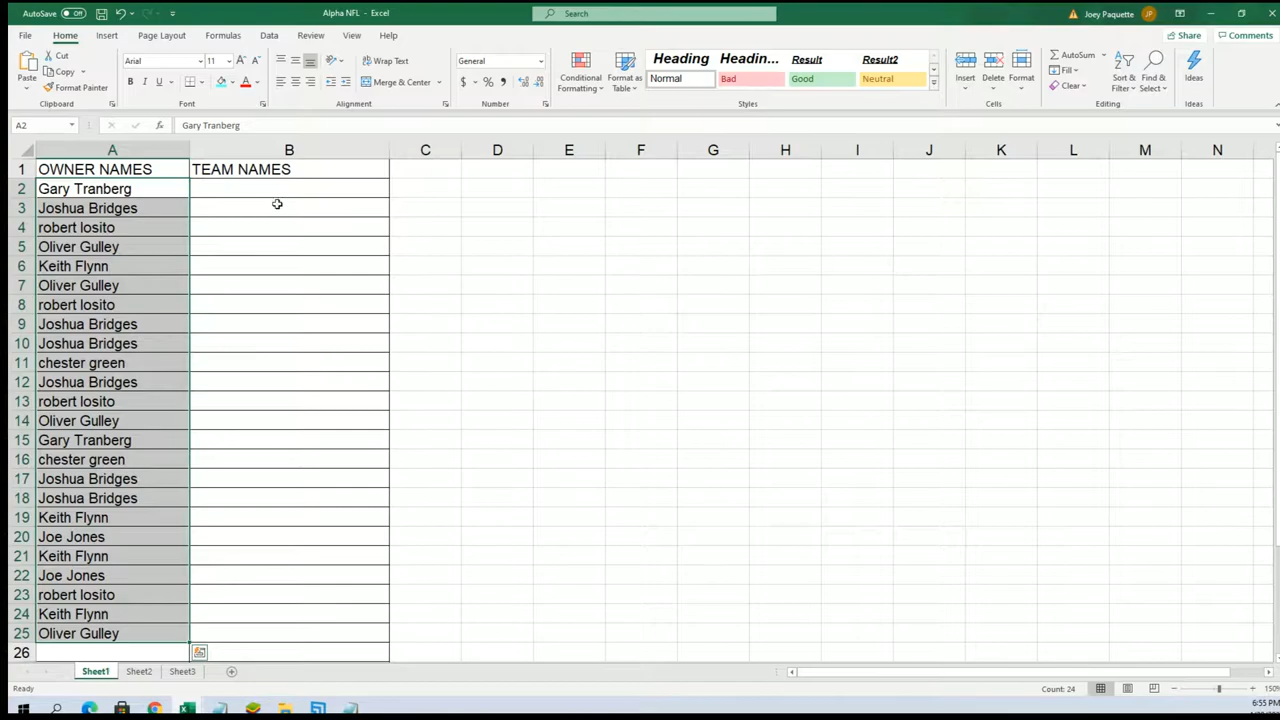 AutoSave Off
Alpha NFL - Excel
Search
Joey Paquette JP
File Home Insert Page Layout Formulas Data Review View Help
Share Comments
Paste
Cut
Copy
Format Painter
Clipboard
Arial 11
B I U
Font
Wrap Text
Merge & Center
Alignment
General
$ % 9
Number
Conditional Formatting
Format as Table
Heading Headin... Result Result2
Normal Bad Good Neutral
Styles
Insert Delete Format
Cells
AutoSum
Fill
Clear
Sort & Filter
Find & Select
Editing
Ideas
Ideas
A2 fx Gary Tranberg
A B C D E F G H I J K L M N
1 OWNER NAMES TEAM NAMES
2 Gary Tranberg
3 Joshua Bridges
4 robert losito
5 Oliver Gulley
6 Keith Flynn
7 Oliver Gulley
8 robert losito
9 Joshua Bridges
10 Joshua Bridges
11 chester green
12 Joshua Bridges
13 robert losito
14 Oliver Gulley
15 Gary Tranberg
16 chester green
17 Joshua Bridges
18 Joshua Bridges
19 Keith Flynn
20 Joe Jones
21 Keith Flynn
22 Joe Jones
23 robert losito
24 Keith Flynn
25 Oliver Gulley
26
Sheet1 Sheet2 Sheet3
Ready
Count: 24
150%
6:55 PM